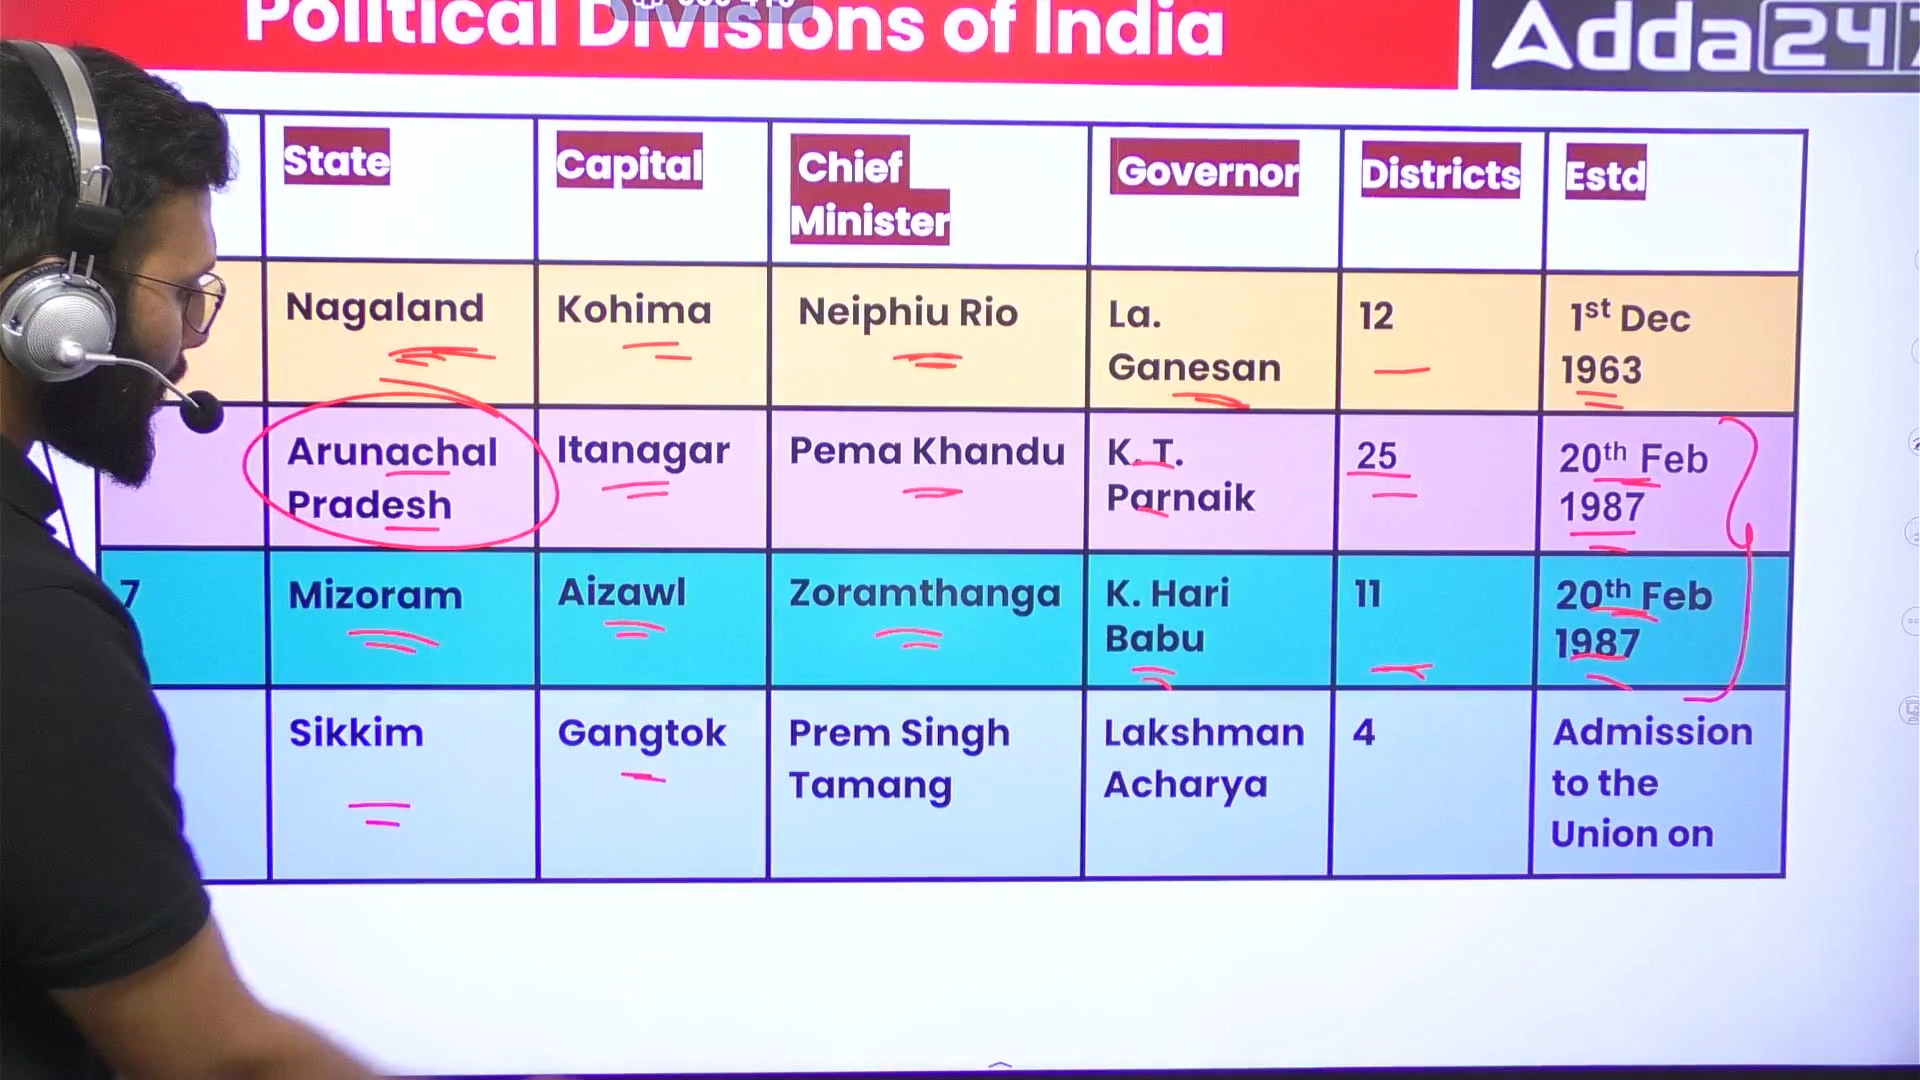 Political Divisions of India
Adda247
State Capital Chief Governor Districts Estd
Minister
Nagaland Kohima Neiphiu Rio La. 12 1st Dec
Ganesan 1963
Arunachal Itanagar Pema Khandu K. T. 25 20th Feb
Pradesh Parnaik 1987
7 Mizoram Aizawl Zoramthanga K. Hari 11 20th Feb
Babu 1987
Sikkim Gangtok Prem Singh Lakshman 4 Admission
Tamang Acharya to the
Union on